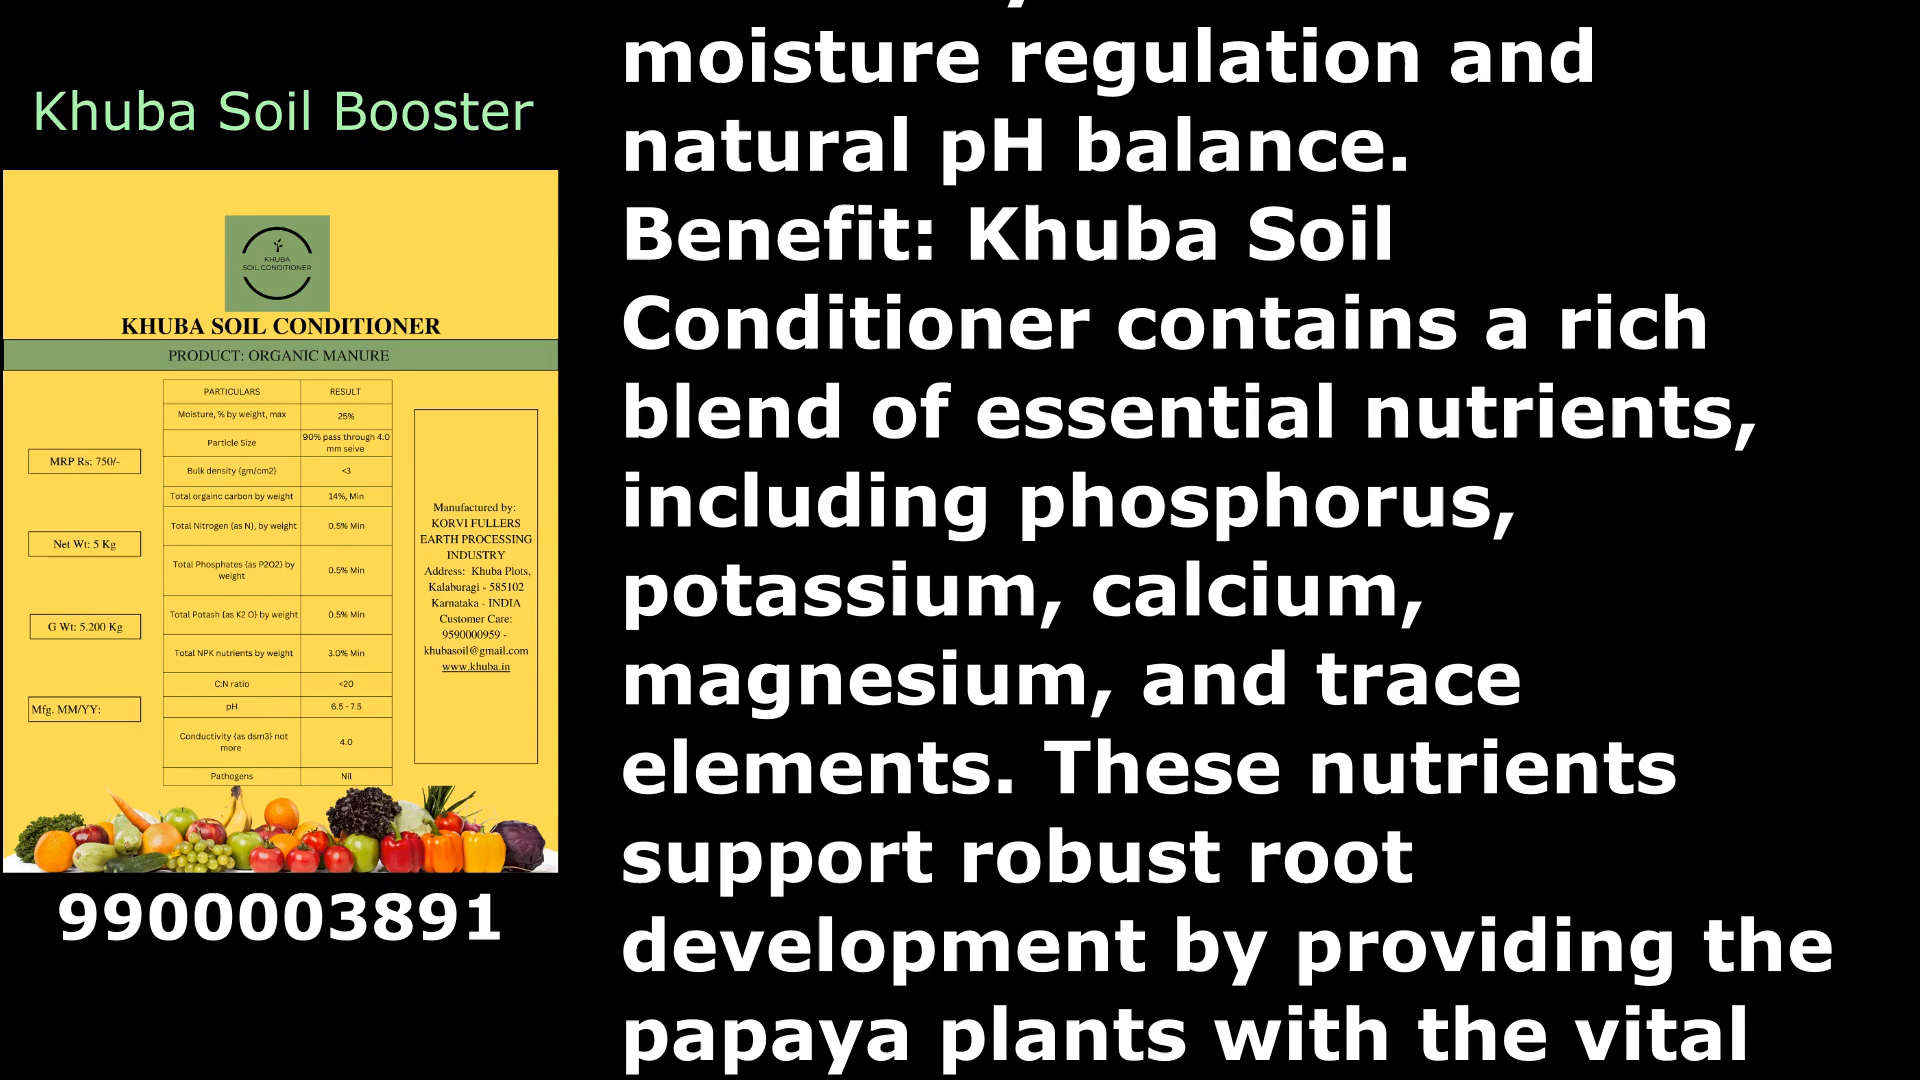 Khuba Soil Booster
KHUBA
SOIL CONDITIONER
KHUBA SOIL CONDITIONER
PRODUCT: ORGANIC MANURE
MRP Rs: 750/-
Net Wt: 5 Kg
G Wt: 5.200 Kg
Mfg. MM/YY:
PARTICULARS RESULT
Moisture, % by weight, max 25%
Particle Size 90% pass through 4.0
mm seive
Bulk density {gm/cm2} <3
Total orgainc carbon by weight 14%, Min
Total Nitrogen {as N}, by weight 0.5% Min
Total Phosphates {as P2O2} by
weight 0.5% Min
Total Potash {as K2 O} by weight 0.5% Min
Total NPK nutrients by weight 3.0% Min
C:N ratio <20
pH 6.5 - 7.5
Conductivity {as dsm3} not
more 4.0
Pathogens Nil
Manufactured by:
KORVI FULLERS
EARTH PROCESSING
INDUSTRY
Address: Khuba Plots,
Kalaburagi - 585102
Karnataka - INDIA
Customer Care:
9590000959 -
khubasoil@gmail.com
www.khuba.in
9900003891
moisture regulation and
natural pH balance.
Benefit: Khuba Soil
Conditioner contains a rich
blend of essential nutrients,
including phosphorus,
potassium, calcium,
magnesium, and trace
elements. These nutrients
support robust root
development by providing the
papaya plants with the vital